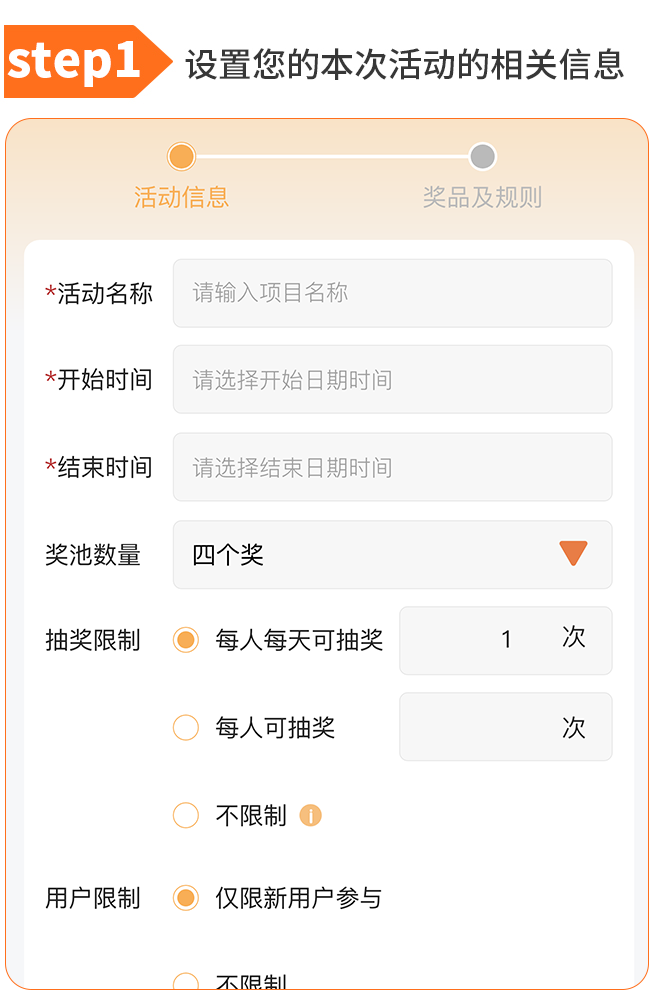 step1 设置您的本次活动的相关信息
活动信息 奖品及规则
*活动名称 请输入项目名称
*开始时间 请选择开始日期时间
*结束时间 请选择结束日期时间
奖池数量 四个奖
抽奖限制 每人每天可抽奖 1 次
每人可抽奖 次
不限制 i
用户限制 仅限新用户参与
不限制